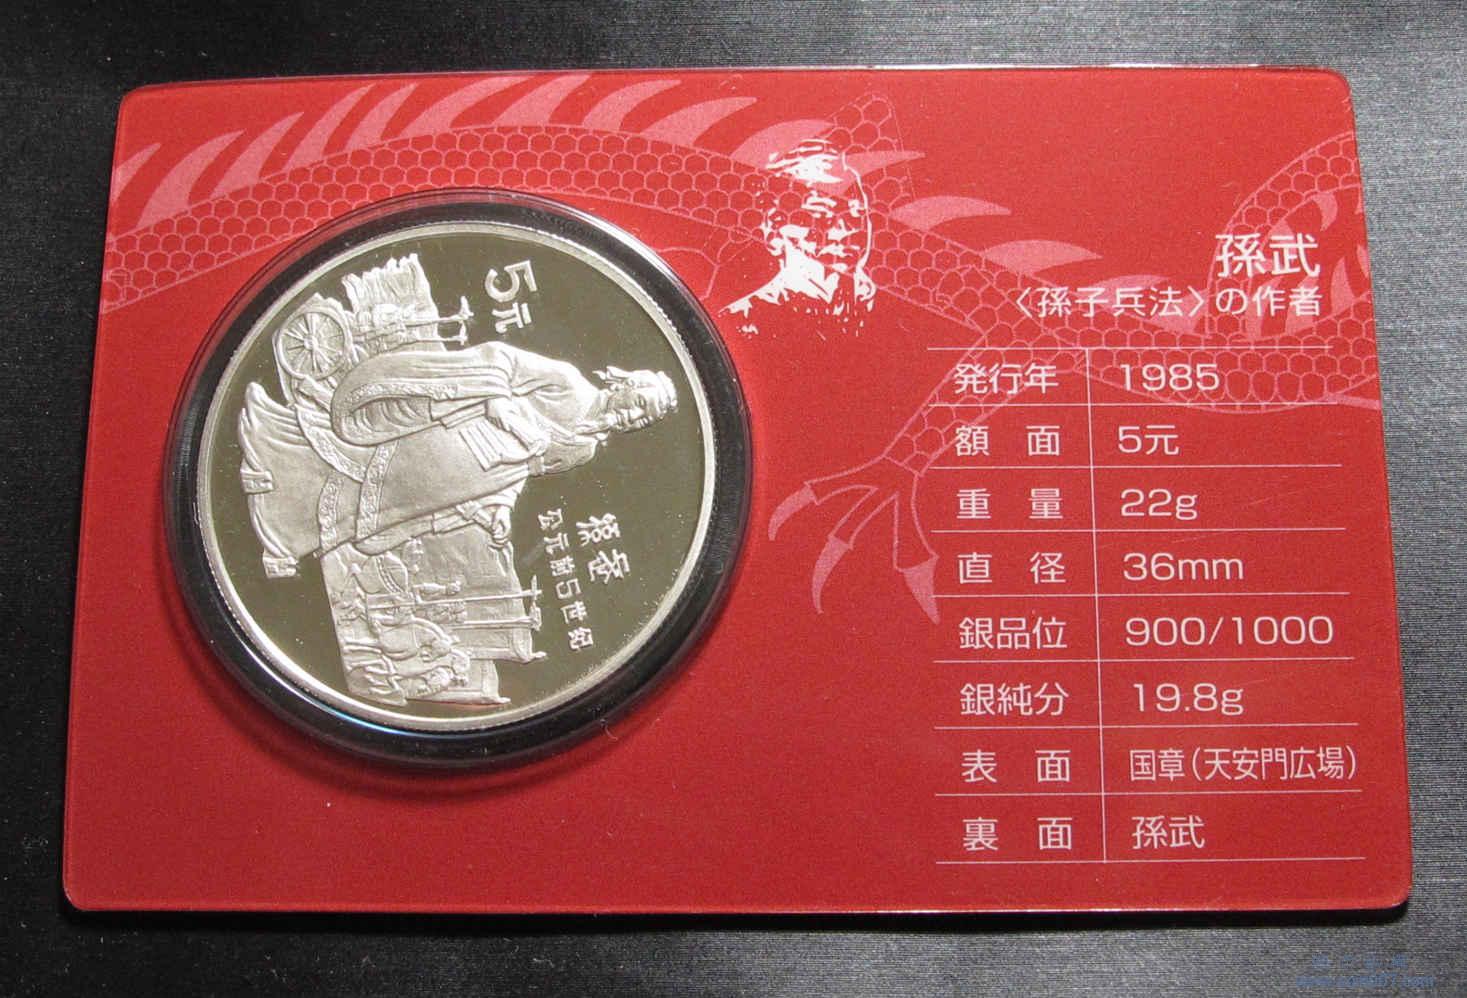 5元
孫武
公元前5世紀
孫武
〈孫子兵法〉の作者
発行年 1985
額面 5元
重量 22g
直径 36mm
銀品位 900/1000
銀純分 19.8g
表面 国章(天安門広場)
裏面 孫武